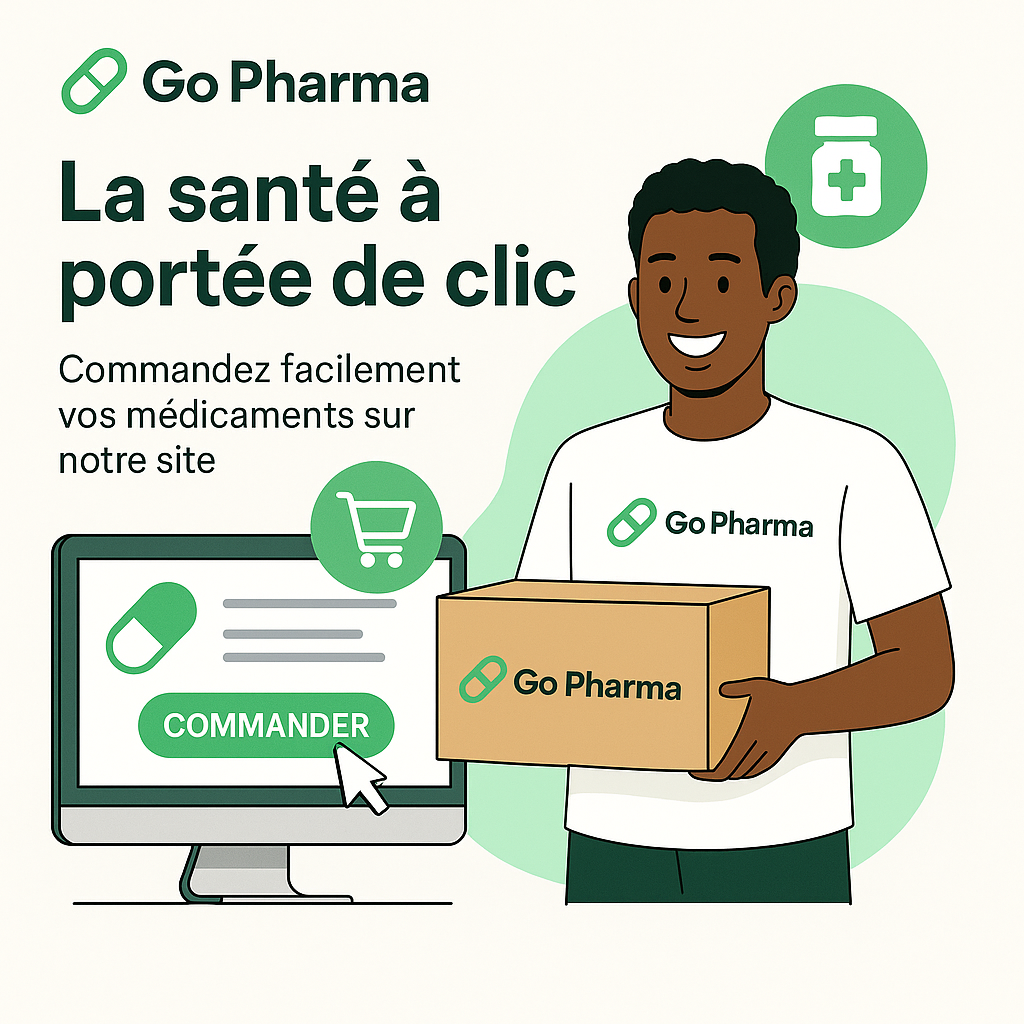 Go Pharma
La santé à
portée de clic
Commandez facilement
vos médicaments sur
notre site
Go Pharma
COMMANDER
Go Pharma